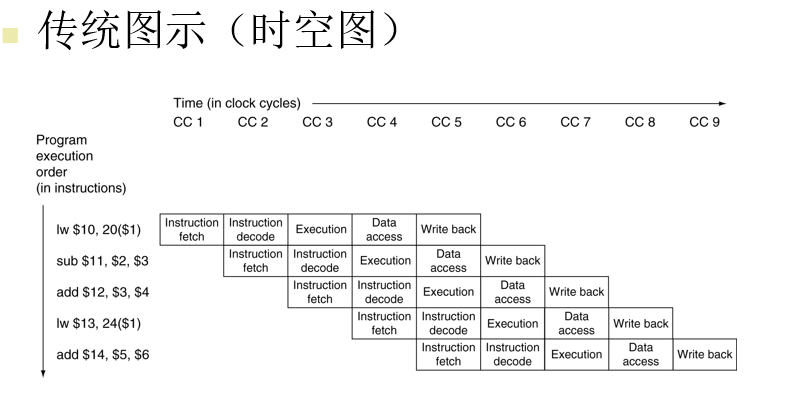 传统图示（时空图）
Time (in clock cycles)
CC 1 CC 2 CC 3 CC 4 CC 5 CC 6 CC 7 CC 8 CC 9
Program
execution
order
(in instructions)
lw $10, 20($1) Instruction fetch Instruction decode Execution Data access Write back
sub $11, $2, $3 Instruction fetch Instruction decode Execution Data access Write back
add $12, $3, $4 Instruction fetch Instruction decode Execution Data access Write back
lw $13, 24($1) Instruction fetch Instruction decode Execution Data access Write back
add $14, $5, $6 Instruction fetch Instruction decode Execution Data access Write back